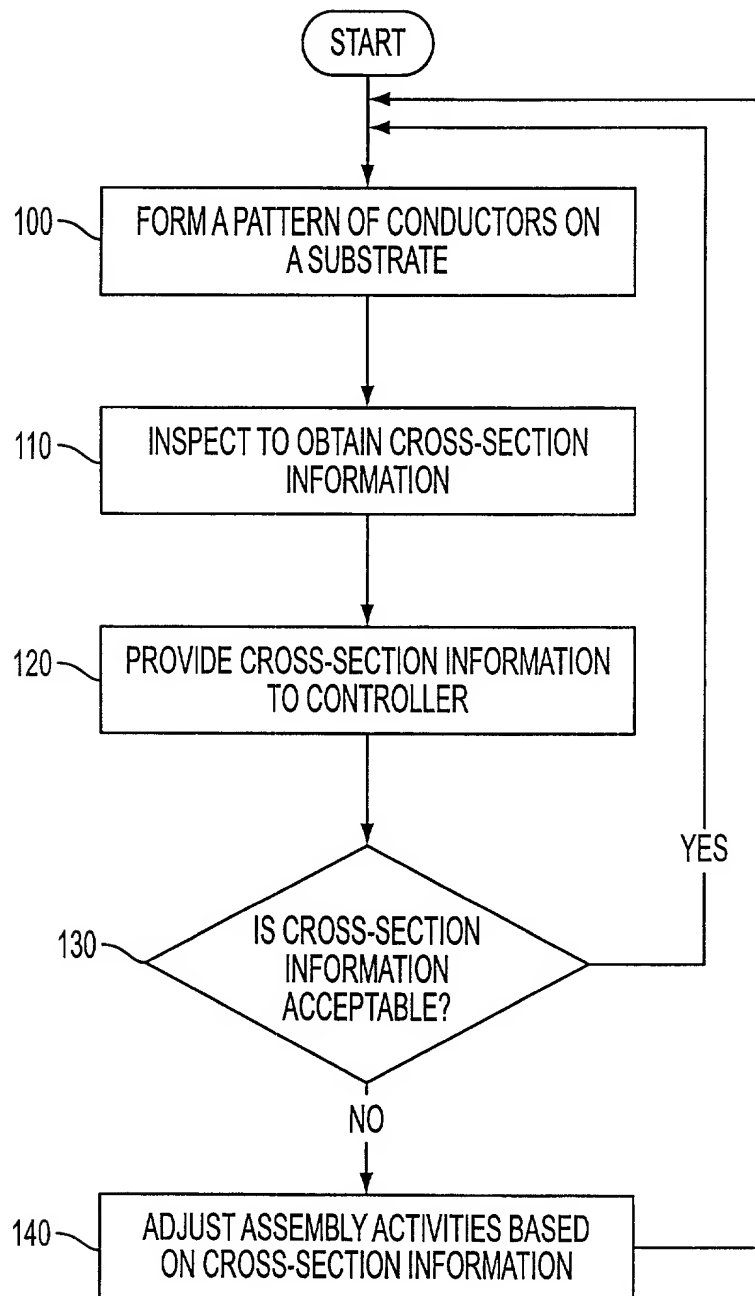 START
100
FORM A PATTERN OF CONDUCTORS ON
A SUBSTRATE
110
INSPECT TO OBTAIN CROSS-SECTION
INFORMATION
120
PROVIDE CROSS-SECTION INFORMATION
TO CONTROLLER
YES
130
IS CROSS-SECTION
INFORMATION
ACCEPTABLE?
NO
140
ADJUST ASSEMBLY ACTIVITIES BASED
ON CROSS-SECTION INFORMATION